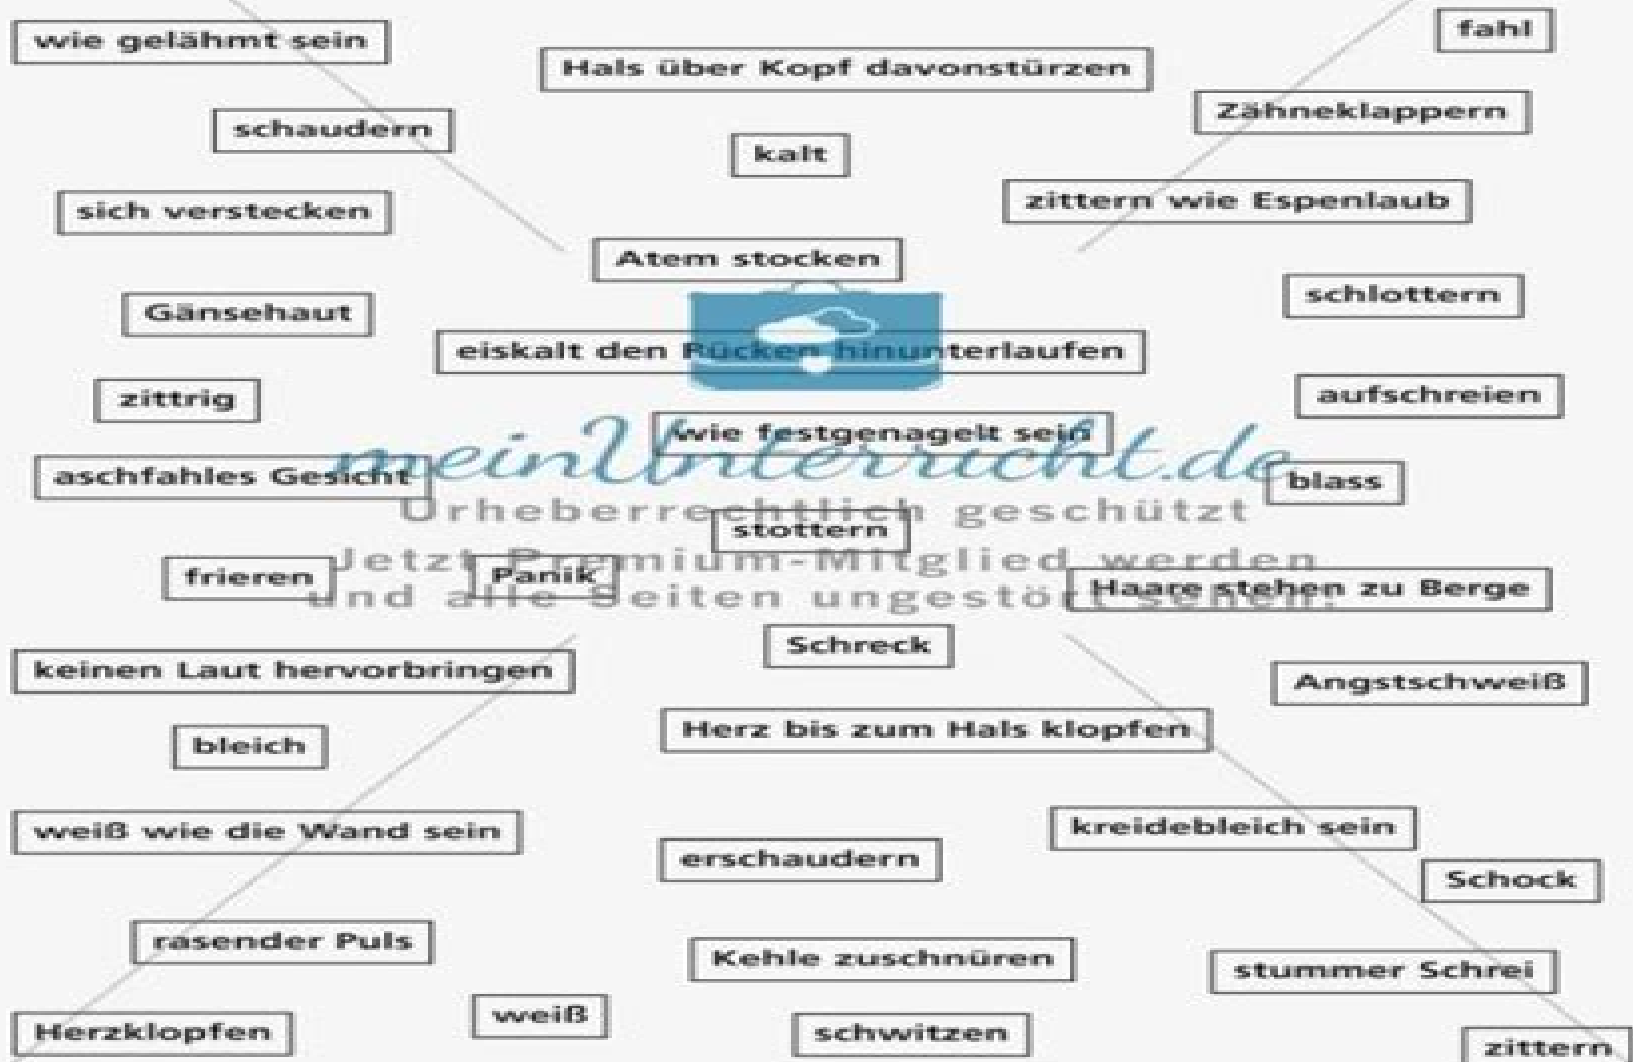 wie gelähmt sein
fahl
Hals über Kopf davonstürzen
Zähneklappern
schaudern
kalt
sich verstecken
zittern wie Espenlaub
Atem stocken
schlottern
Gänsehaut
eiskalt den Rücken hinunterlaufen
zittrig
aufschreien
wie festgenagelt sein
meinUnterricht.de
aschfahles Gesicht
blass
Urheberrechtlich geschützt
stottern
Jetzt Premium-Mitglied werden
frieren
Panik
Haare stehen zu Berge
und alle Seiten ungestört sehen.
Schreck
keinen Laut hervorbringen
Angstschweiß
Herz bis zum Hals klopfen
bleich
weiß wie die Wand sein
kreidebleich sein
erschaudern
Schock
rasender Puls
Kehle zuschnüren
stummer Schrei
weiß
Herzklopfen
schwitzen
zittern